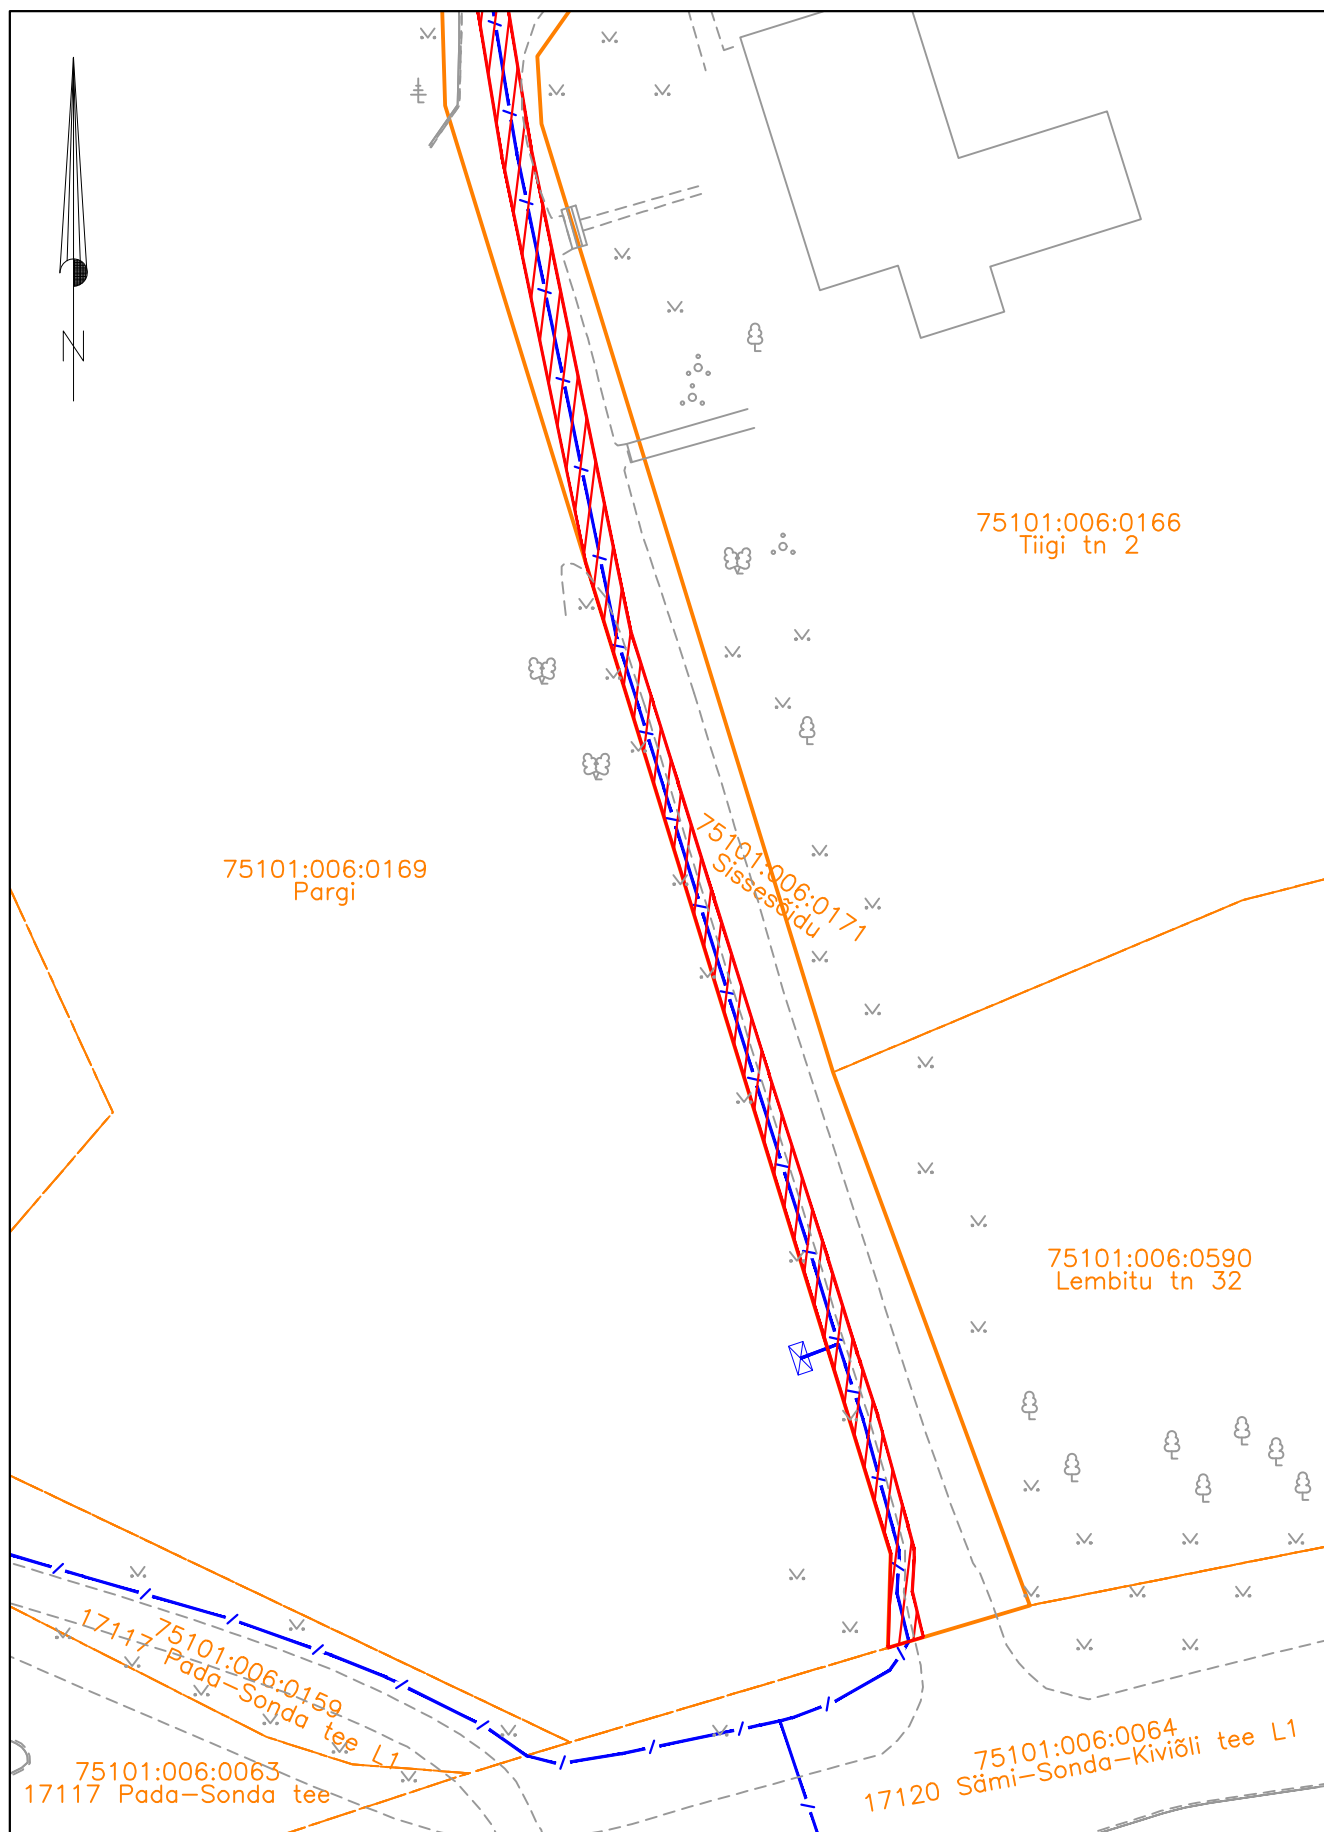 N
75101:006:0166
Tiigi tn 2
75101:006:0169
Pargi
75101:006:0171
Sissesõidu
75101:006:0590
Lembitu tn 32
75101:006:0159
17117 Pada-Sonda tee L1
75101:006:0063
17117 Pada-Sonda tee
75101:006:0064
17120 Sämi-Sonda-Kiviõli tee L1